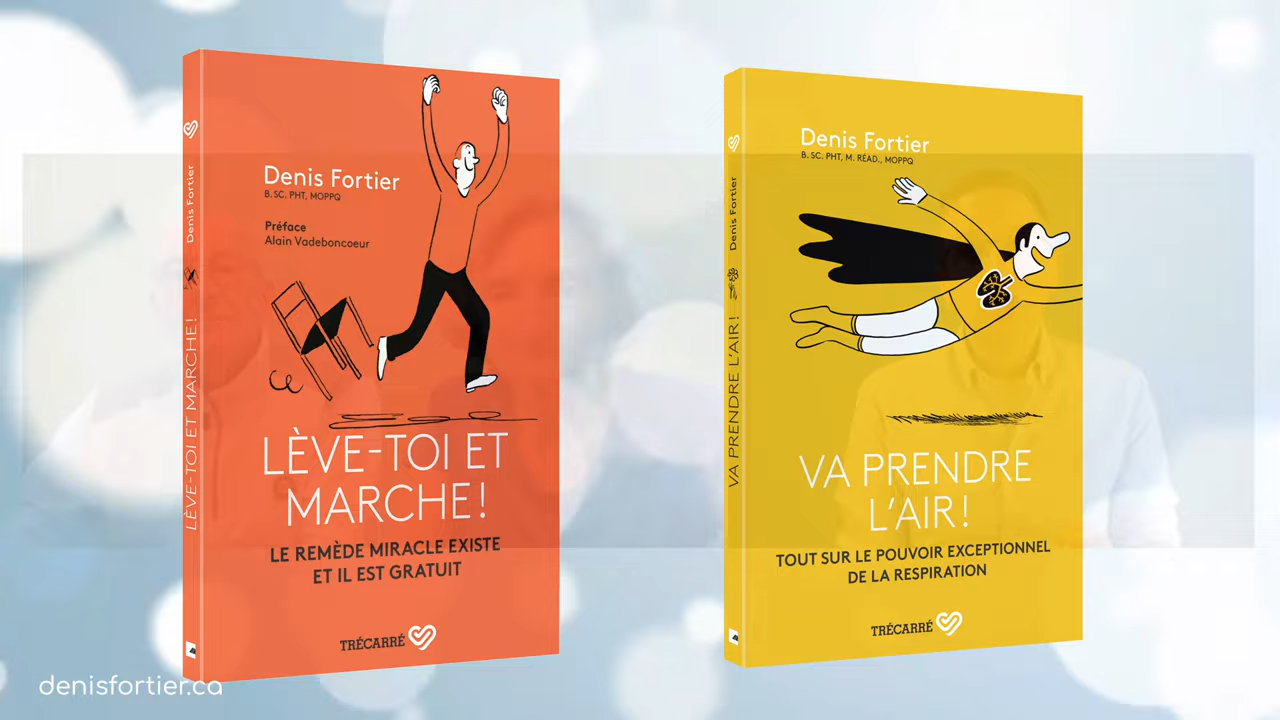 Denis Fortier
B. SC. PHT, MOPPQ
Préface
Alain Vadeboncoeur
LÈVE-TOI ET
MARCHE !
LE REMÈDE MIRACLE EXISTE
ET IL EST GRATUIT
TRÉCARRÉ
Denis Fortier
LÈVE-TOI ET MARCHE !
Denis Fortier
B. SC. PHT, M. RÉAD., MOPPQ
VA PRENDRE
L'AIR !
TOUT SUR LE POUVOIR EXCEPTIONNEL
DE LA RESPIRATION
TRÉCARRÉ
Denis Fortier
VA PRENDRE L'AIR !
denisfortier.ca